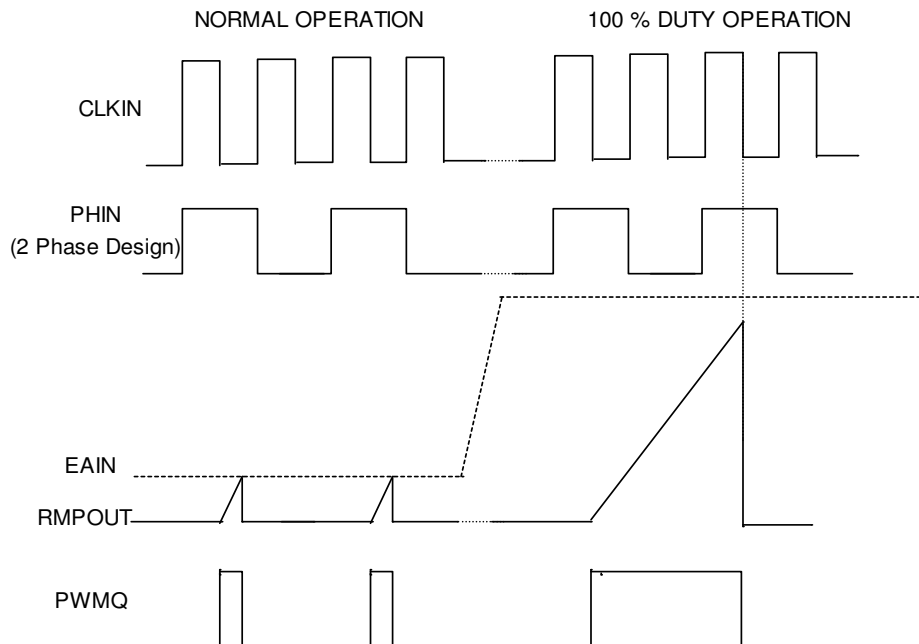 NORMAL OPERATION
100 % DUTY OPERATION
CLKIN
PHIN
(2 Phase Design)
EAIN
RMPOUT
PWMQ